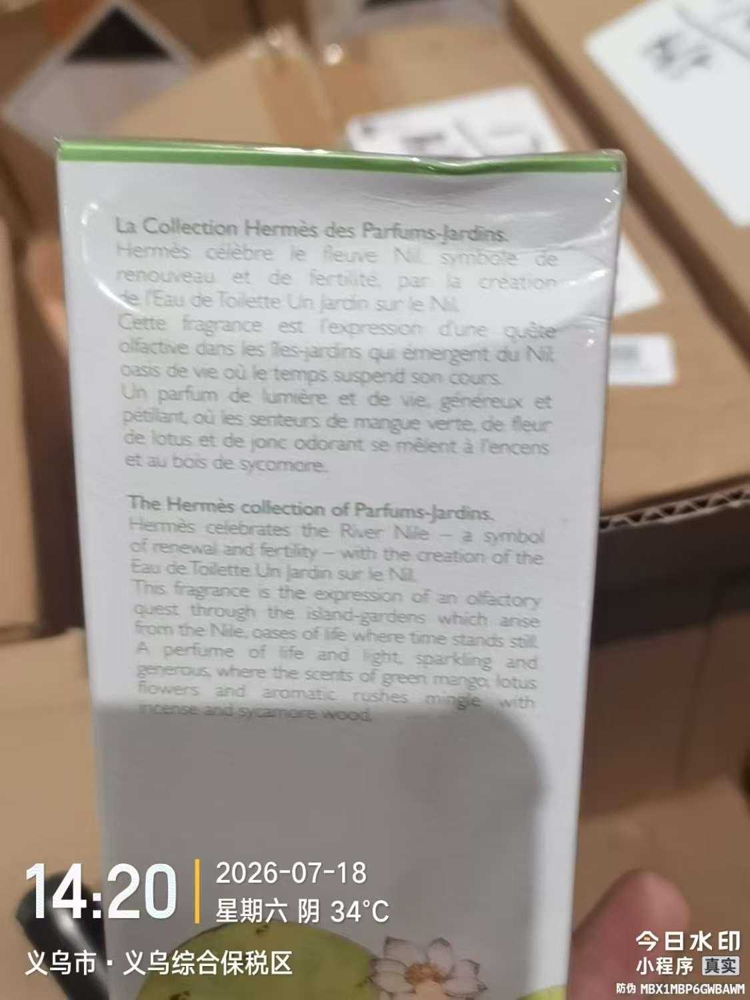 La Collection Hermès des Parfums-Jardins.
Hermès célèbre le fleuve Nil, symbole de
renouveau et de fertilité, par la création
de l'Eau de Toilette Un Jardin sur le Nil.
Cette fragrance est l'expression d'une quête
olfactive dans les îles-jardins qui émergent du Nil,
oasis de vie où le temps suspend son cours.
Un parfum de lumière et de vie, généreux et
pétillant, où les senteurs de mangue verte, de fleur
de lotus et de jonc odorant se mêlent à l'encens
et au bois de sycomore.
The Hermès collection of Parfums-Jardins.
Hermès celebrates the River Nile – a symbol
of renewal and fertility – with the creation of the
Eau de Toilette Un Jardin sur le Nil.
This fragrance is the expression of an olfactory
quest through the island-gardens which arise
from the Nile, oases of life where time stands still.
A perfume of life and light, sparkling and
generous, where the scents of green mango, lotus
flowers and aromatic rushes mingle with
incense and sycamore wood.
14:20
2026-07-18
星期六 阴 34°C
义乌市·义乌综合保税区
今日水印
小程序 真实
防伪 MBX1MBP6GWBAWM